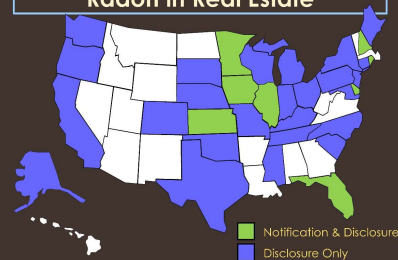 Radon in Real Estate
Notification & Disclosure
Disclosure Only